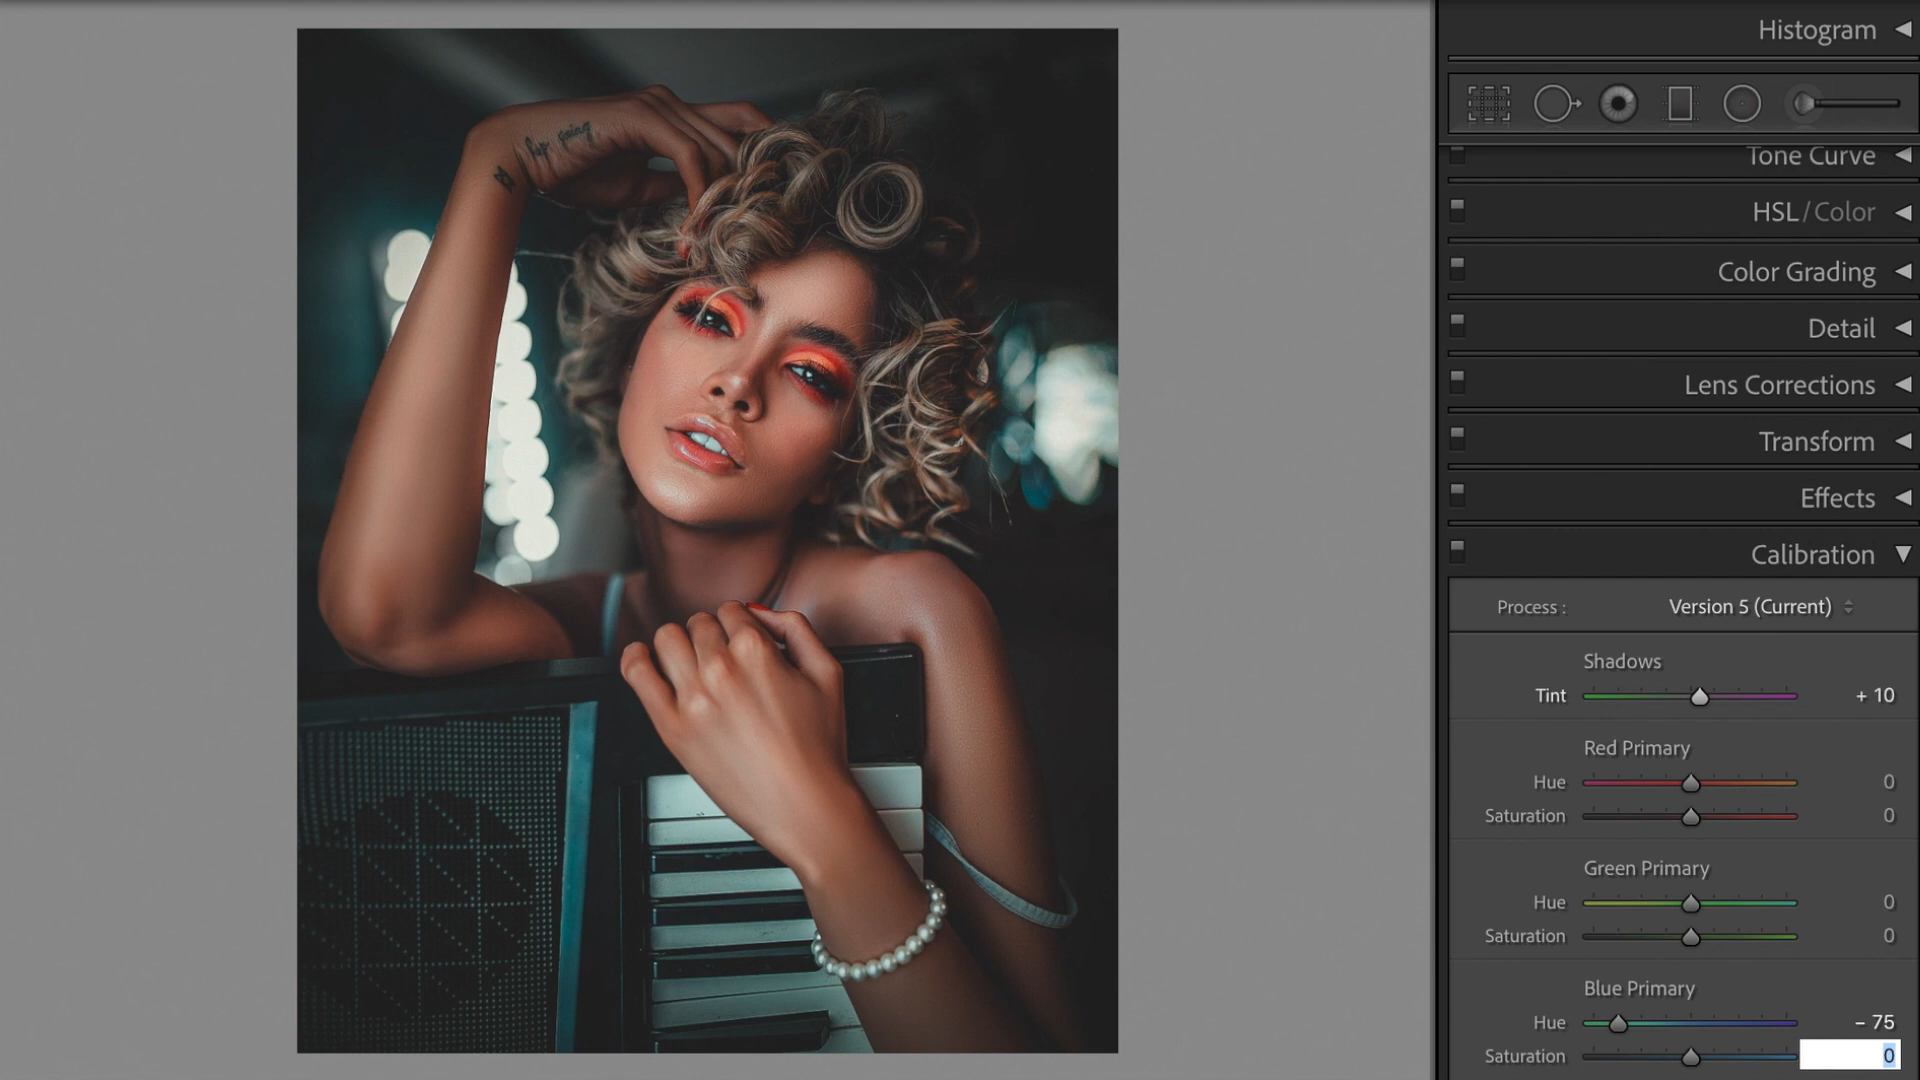 Histogram
Tone Curve
HSL / Color
Color Grading
Detail
Lens Corrections
Transform
Effects
Calibration
Process : Version 5 (Current)
Shadows
Tint + 10
Red Primary
Hue 0
Saturation 0
Green Primary
Hue 0
Saturation 0
Blue Primary
Hue - 75
Saturation 0